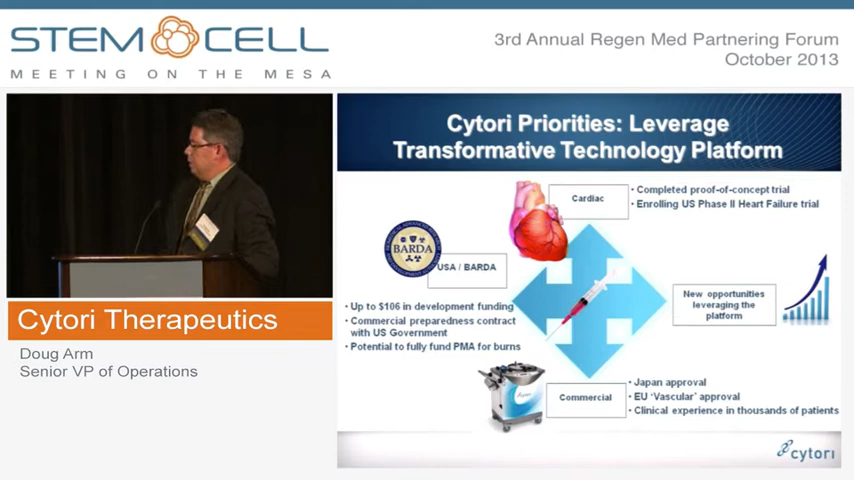 STEM CELL
MEETING ON THE MESA
3rd Annual Regen Med Partnering Forum
October 2013
Cytori Priorities: Leverage
Transformative Technology Platform
Cardiac
• Completed proof-of-concept trial
• Enrolling US Phase II Heart Failure trial
BARDA
USA / BARDA
• Up to $106 in development funding
• Commercial preparedness contract
with US Government
• Potential to fully fund PMA for burns
New opportunities
leveraging the
platform
Commercial
• Japan approval
• EU ‘Vascular’ approval
• Clinical experience in thousands of patients
cytori
Cytori Therapeutics
Doug Arm
Senior VP of Operations